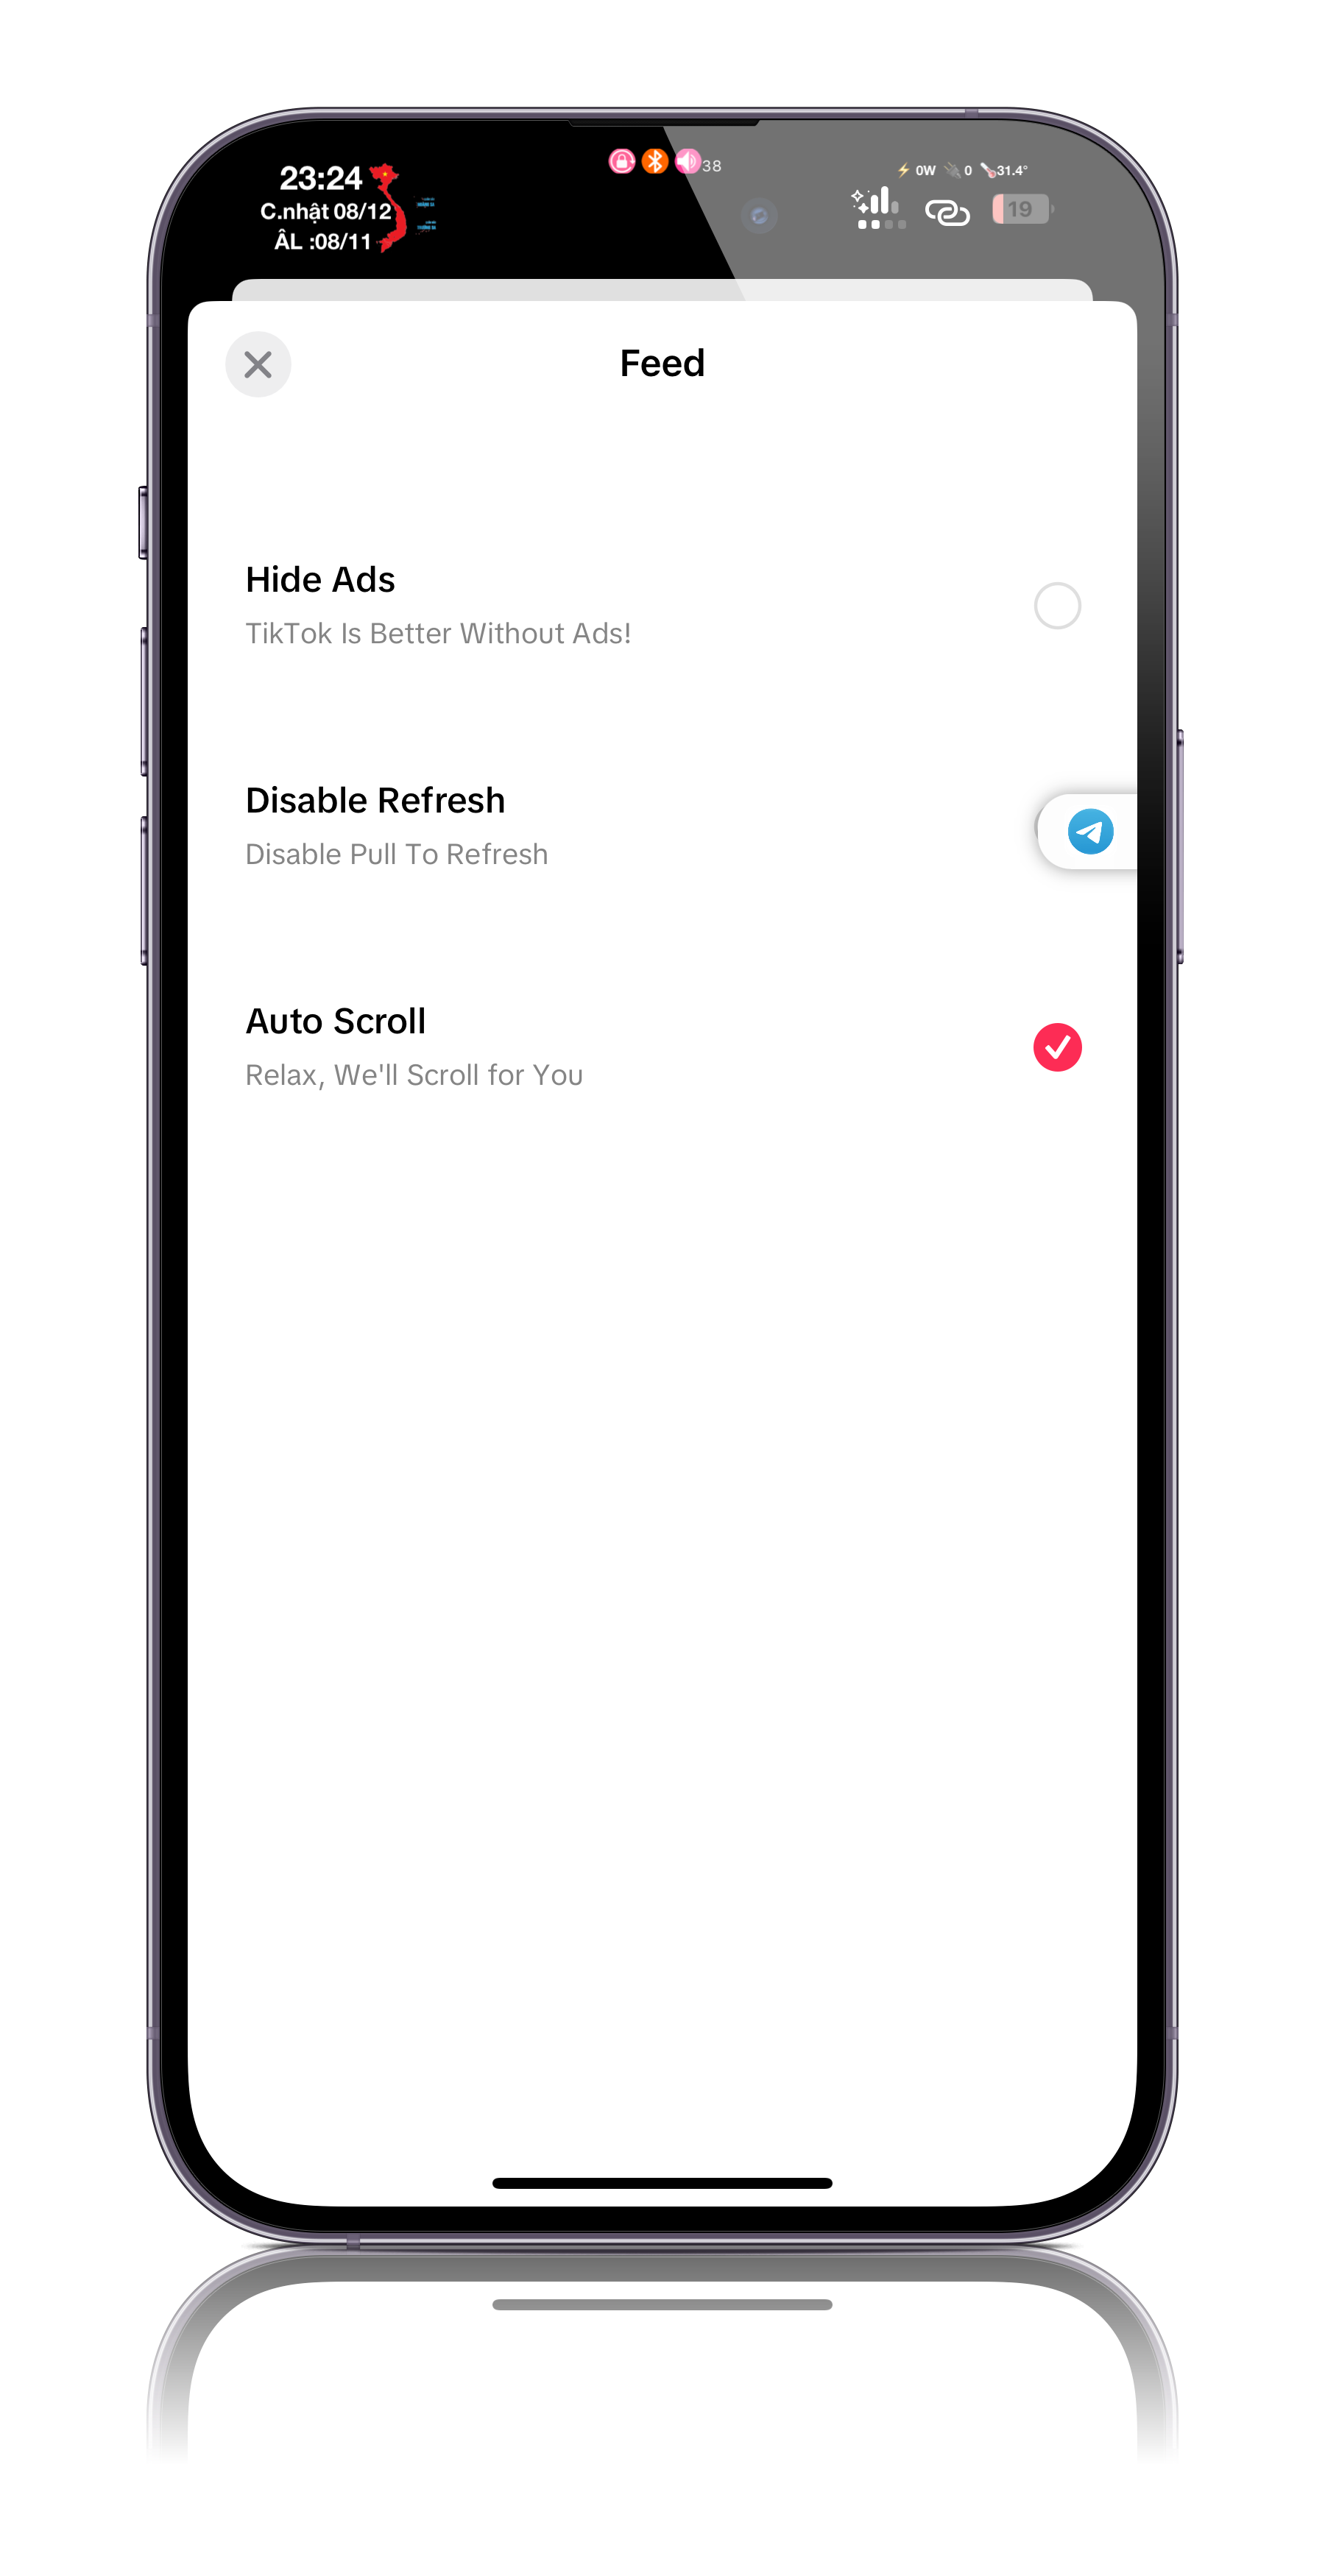 23:24
C.nhật 08/12
ÂL :08/11
38
0W 0 31.4°
19
Feed
Hide Ads
TikTok Is Better Without Ads!
Disable Refresh
Disable Pull To Refresh
Auto Scroll
Relax, We'll Scroll for You